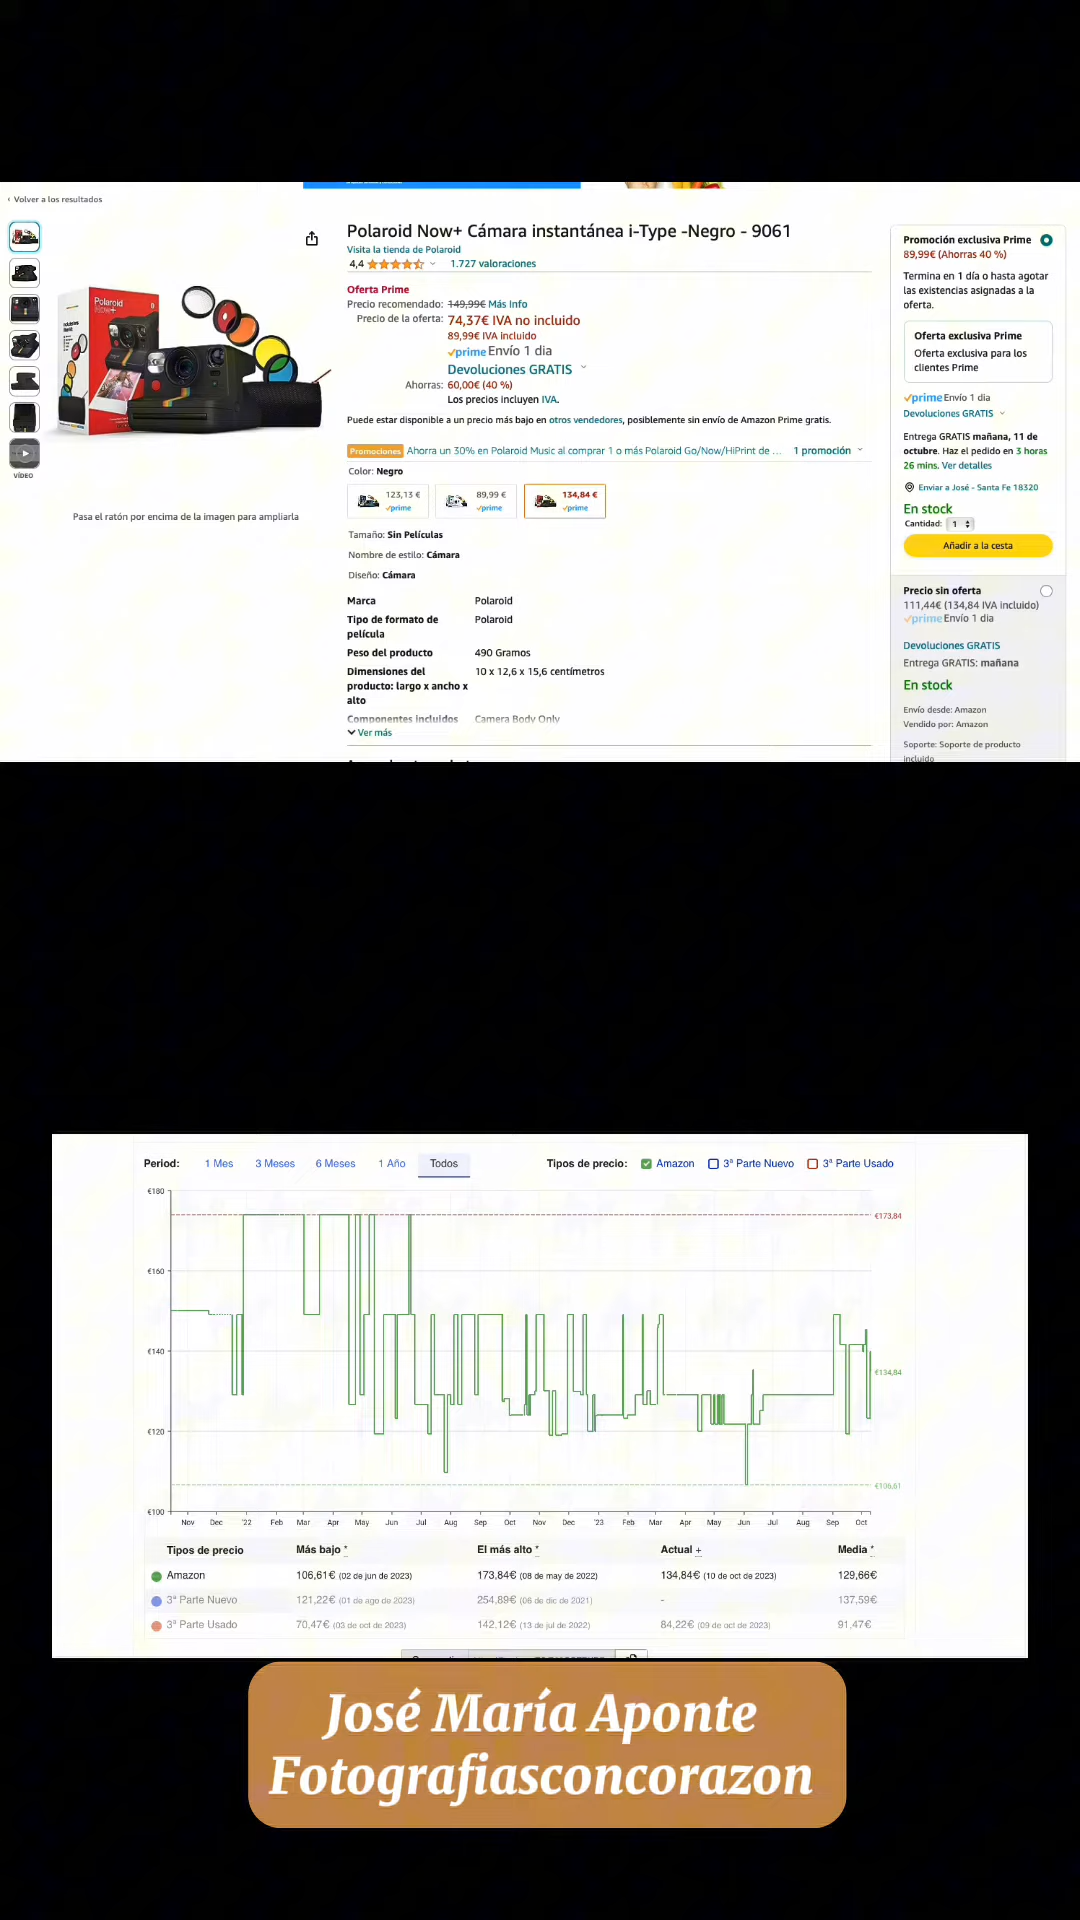 ‹ Volver a los resultados
Polaroid Now+ Cámara instantánea i-Type -Negro - 9061
Visita la tienda de Polaroid
4,4 1.727 valoraciones
Oferta Prime
Precio recomendado: 149,99€ Más Info
Precio de la oferta: 74,37€ IVA no incluido
89,99€ IVA incluido
prime Envío 1 dia
Devoluciones GRATIS
Ahorras: 60,00€ (40 %)
Los precios incluyen IVA.
Puede estar disponible a un precio más bajo en otros vendedores, posiblemente sin envío de Amazon Prime gratis.
Promociones Ahorra un 30% en Polaroid Music al comprar 1 o más Polaroid Go/Now/HiPrint de ... 1 promoción
Color: Negro
123,13 € 89,99 € 134,84 €
prime prime prime
Tamaño: Sin Películas
Nombre de estilo: Cámara
Diseño: Cámara
Marca Polaroid
Tipo de formato de película Polaroid
Peso del producto 490 Gramos
Dimensiones del producto: largo x ancho x alto 10 x 12,6 x 15,6 centímetros
Componentes incluidos Camera Body Only
Ver más
Polaroid
Now+
VÍDEO
Pasa el ratón por encima de la imagen para ampliarla
Promoción exclusiva Prime
89,99€ (Ahorras 40 %)
Termina en 1 día o hasta agotar
las existencias asignadas a la
oferta.
Oferta exclusiva Prime
Oferta exclusiva para los
clientes Prime
prime Envío 1 dia
Devoluciones GRATIS
Entrega GRATIS mañana, 11 de
octubre. Haz el pedido en 3 horas
26 mins. Ver detalles
Enviar a José - Santa Fe 18320
En stock
Cantidad: 1
Añadir a la cesta
Precio sin oferta
111,44€ (134,84 IVA incluido)
prime Envío 1 dia
Devoluciones GRATIS
Entrega GRATIS: mañana
En stock
Envío desde: Amazon
Vendido por: Amazon
Soporte: Soporte de producto
incluido
Period: 1 Mes 3 Meses 6 Meses 1 Año Todos Tipos de precio: Amazon 3ª Parte Nuevo 3ª Parte Usado
€180
€173,84
€160
€140
€134,84
€120
€106,61
€100
Nov Dec '22 Feb Mar Apr May Jun Jul Aug Sep Oct Nov Dec '23 Feb Mar Apr May Jun Jul Aug Sep Oct
Tipos de precio Más bajo * El más alto * Actual + Media *
Amazon 106,61€ (02 de jun de 2023) 173,84€ (08 de may de 2022) 134,84€ (10 de oct de 2023) 129,66€
3ª Parte Nuevo 121,22€ (01 de ago de 2023) 254,89€ (06 de dic de 2021) - 137,59€
3ª Parte Usado 70,47€ (03 de oct de 2023) 142,12€ (13 de jul de 2022) 84,22€ (09 de oct de 2023) 91,47€
José María Aponte
Fotografiasconcorazon